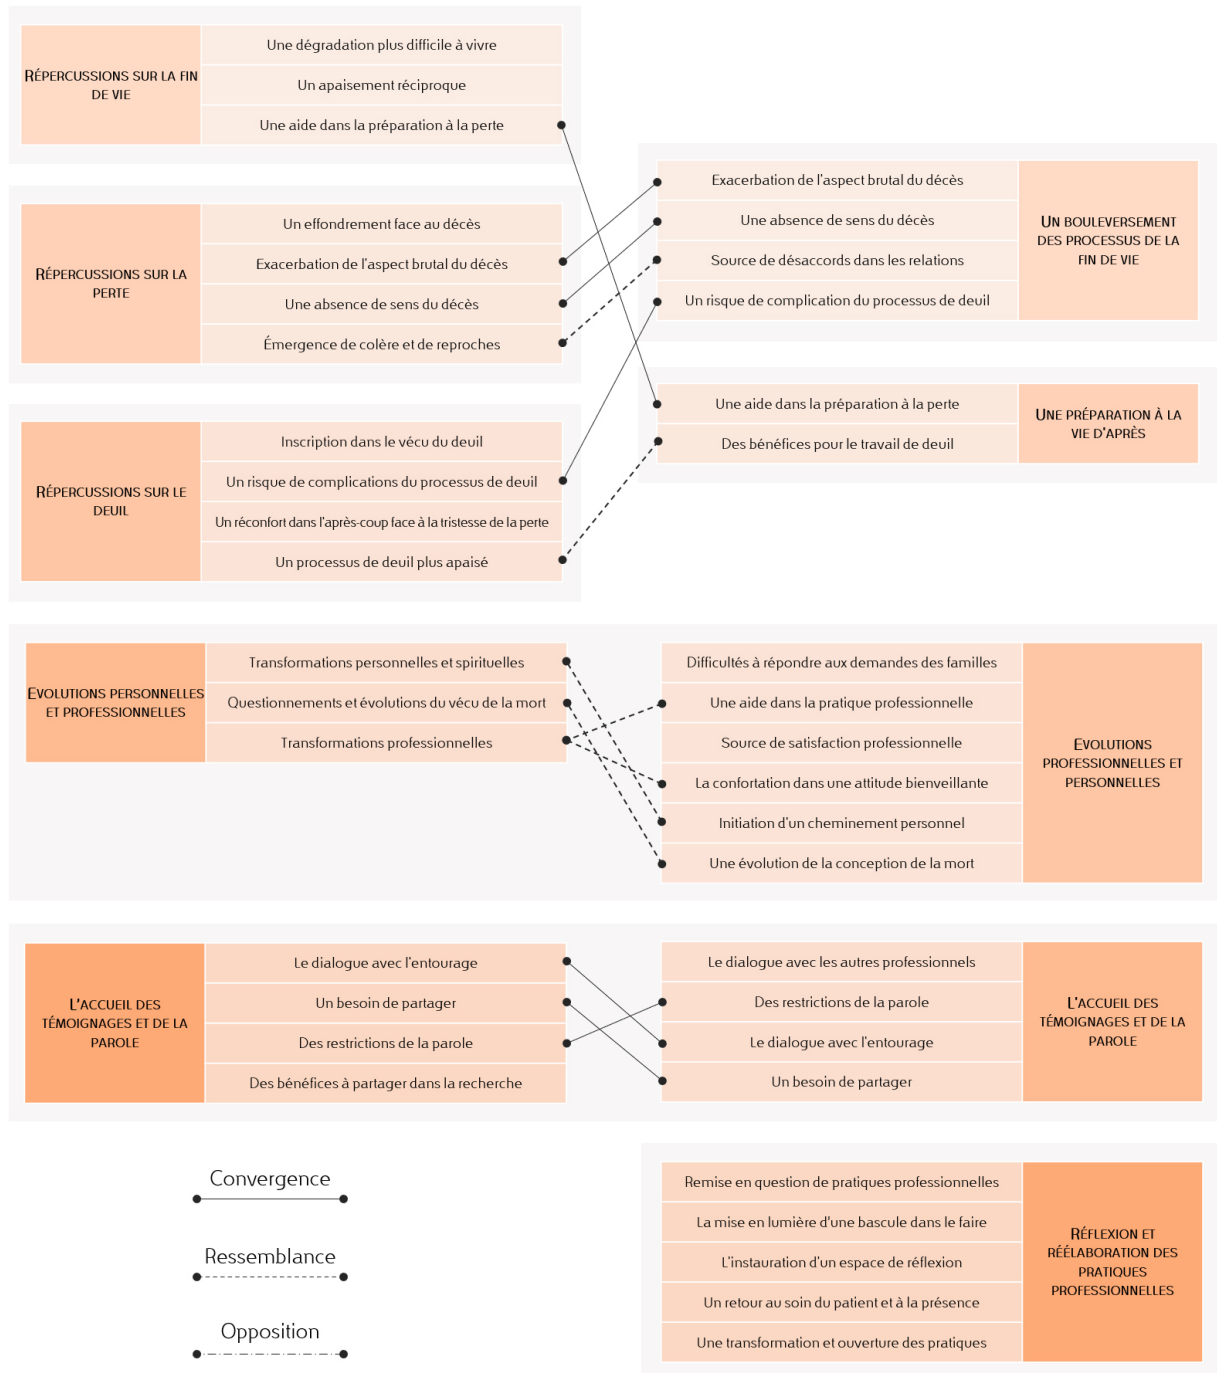 RÉPERCUSSIONS SUR LA FIN
DE VIE
Une dégradation plus difficile à vivre
Un apaisement réciproque
Une aide dans la préparation à la perte
RÉPERCUSSIONS SUR LA
PERTE
Un effondrement face au décès
Exacerbation de l'aspect brutal du décès
Une absence de sens du décès
Émergence de colère et de reproches
RÉPERCUSSIONS SUR LE
DEUIL
Inscription dans le vécu du deuil
Un risque de complications du processus de deuil
Un réconfort dans l'après-coup face à la tristesse de la perte
Un processus de deuil plus apaisé
Exacerbation de l'aspect brutal du décès
Une absence de sens du décès
Source de désaccords dans les relations
Un risque de complication du processus de deuil
UN BOULEVERSEMENT
DES PROCESSUS DE LA
FIN DE VIE
Une aide dans la préparation à la perte
Des bénéfices pour le travail de deuil
UNE PRÉPARATION À LA
VIE D'APRÈS
EVOLUTIONS PERSONNELLES
ET PROFESSIONNELLES
Transformations personnelles et spirituelles
Questionnements et évolutions du vécu de la mort
Transformations professionnelles
Difficultés à répondre aux demandes des familles
Une aide dans la pratique professionnelle
Source de satisfaction professionnelle
La confortation dans une attitude bienveillante
Initiation d'un cheminement personnel
Une évolution de la conception de la mort
EVOLUTIONS
PROFESSIONNELLES ET
PERSONNELLES
L'ACCUEIL DES
TÉMOIGNAGES ET DE LA
PAROLE
Le dialogue avec l'entourage
Un besoin de partager
Des restrictions de la parole
Des bénéfices à partager dans la recherche
Le dialogue avec les autres professionnels
Des restrictions de la parole
Le dialogue avec l'entourage
Un besoin de partager
L'ACCUEIL DES
TÉMOIGNAGES ET DE LA
PAROLE
Convergence
Ressemblance
Opposition
Remise en question de pratiques professionnelles
La mise en lumière d'une bascule dans le faire
L'instauration d'un espace de réflexion
Un retour au soin du patient et à la présence
Une transformation et ouverture des pratiques
RÉFLEXION ET
RÉÉLABORATION DES
PRATIQUES
PROFESSIONNELLES